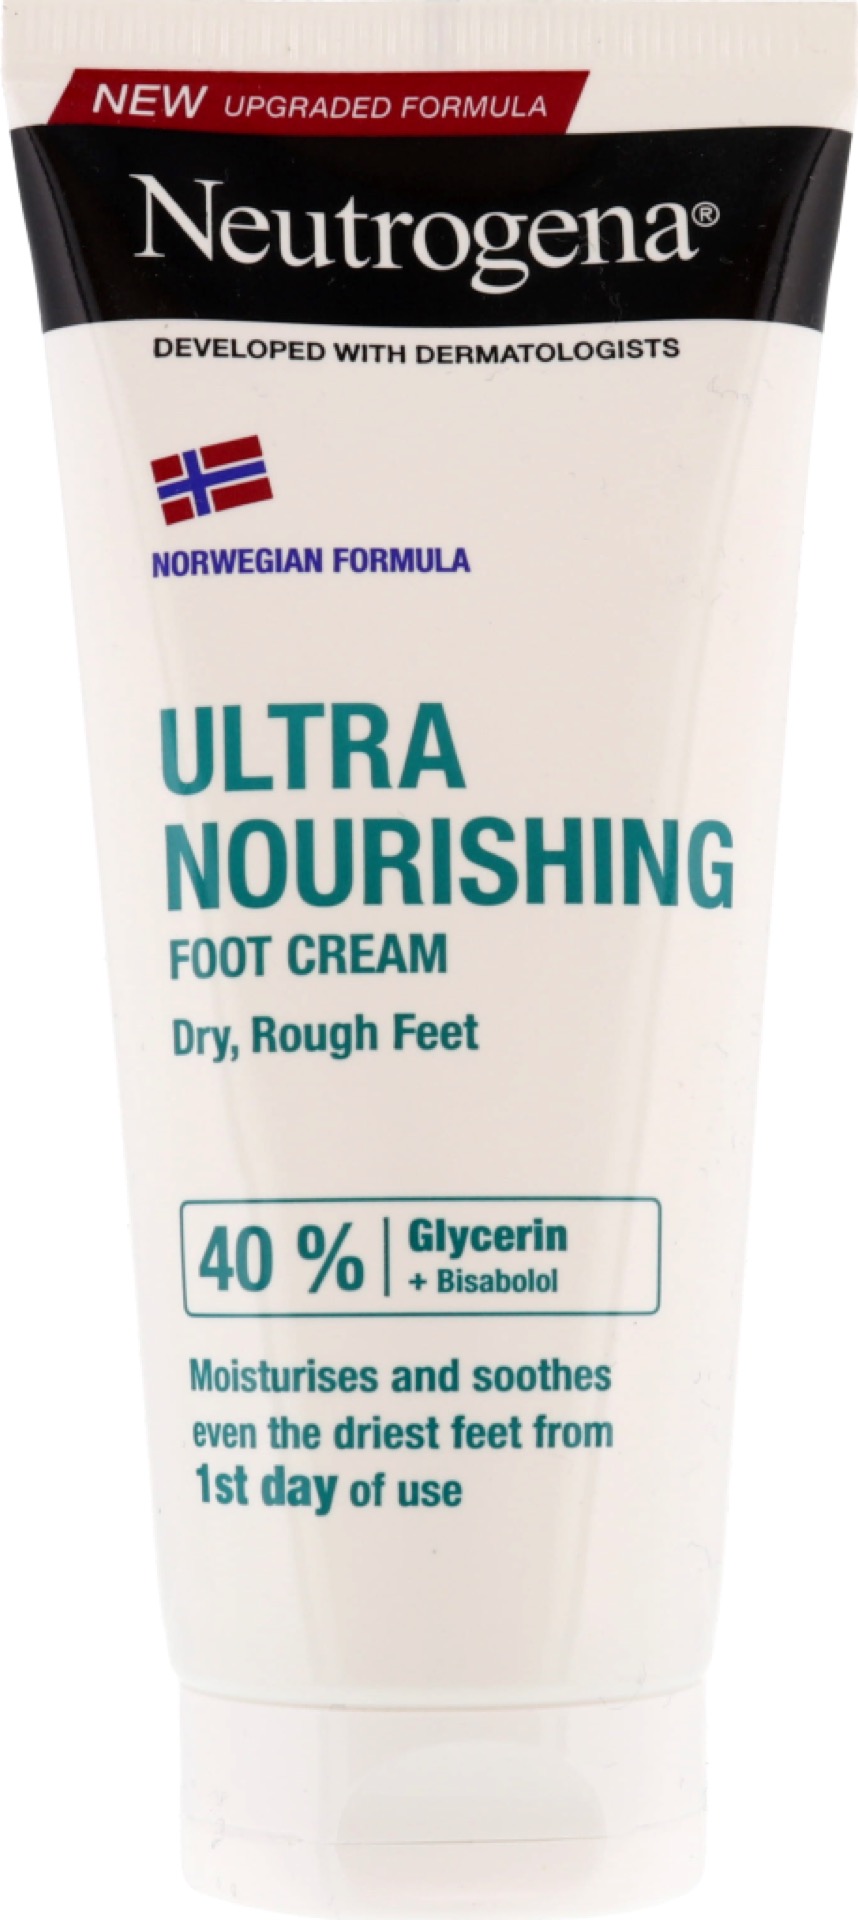 NEW UPGRADED FORMULA
Neutrogena®
DEVELOPED WITH DERMATOLOGISTS
NORWEGIAN FORMULA
ULTRA
NOURISHING
FOOT CREAM
Dry, Rough Feet
40 % | Glycerin
+ Bisabolol
Moisturises and soothes
even the driest feet from
1st day of use